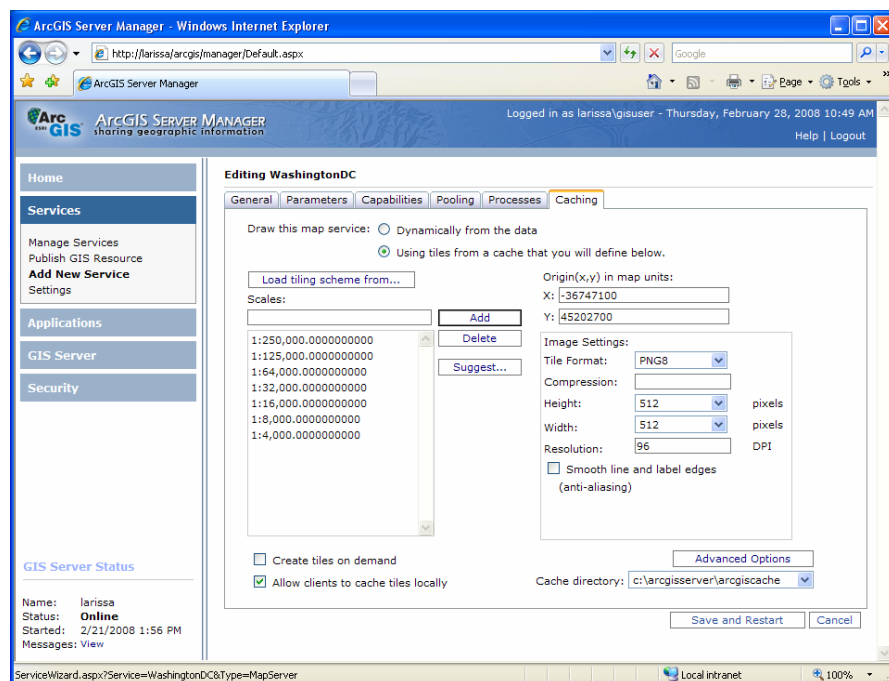 ArcGIS Server Manager - Windows Internet Explorer
http://larissa/arcgis/manager/Default.aspx
Google
ArcGIS Server Manager
Page
Tools
»
Arc GIS
ESRI
ArcGIS Server Manager
sharing geographic information
Logged in as larissa\gisuser - Thursday, February 28, 2008 10:49 AM
Help | Logout
Home
Services
Manage Services
Publish GIS Resource
Add New Service
Settings
Applications
GIS Server
Security
GIS Server Status
Name: larissa
Status: Online
Started: 2/21/2008 1:56 PM
Messages: View
Editing WashingtonDC
General
Parameters
Capabilities
Pooling
Processes
Caching
Draw this map service:
Dynamically from the data
Using tiles from a cache that you will define below.
Load tiling scheme from...
Scales:
Add
Delete
Suggest...
1:250,000.0000000000
1:125,000.0000000000
1:64,000.0000000000
1:32,000.0000000000
1:16,000.0000000000
1:8,000.0000000000
1:4,000.0000000000
Origin(x,y) in map units:
X: -36747100
Y: 45202700
Image Settings:
Tile Format: PNG8
Compression:
Height: 512 pixels
Width: 512 pixels
Resolution: 96 DPI
Smooth line and label edges
(anti-aliasing)
Create tiles on demand
Allow clients to cache tiles locally
Advanced Options
Cache directory: c:\arcgisserver\arcgiscache
Save and Restart
Cancel
ServiceWizard.aspx?Service=WashingtonDC&Type=MapServer
Local intranet
100%